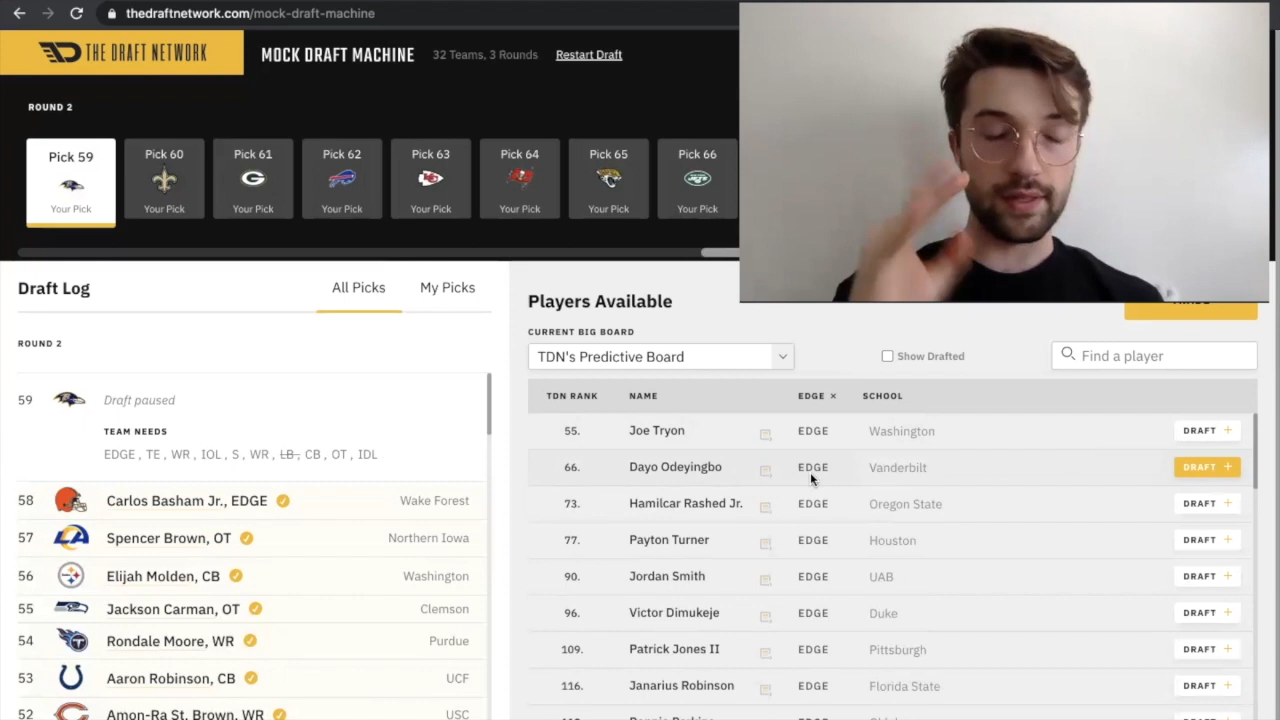 thedraftnetwork.com/mock-draft-machine
THE DRAFT NETWORK
MOCK DRAFT MACHINE
32 Teams, 3 Rounds
Restart Draft
ROUND 2
Pick 59
Your Pick
Pick 60
Your Pick
Pick 61
Your Pick
Pick 62
Your Pick
Pick 63
Your Pick
Pick 64
Your Pick
Pick 65
Your Pick
Pick 66
Your Pick
Draft Log
All Picks
My Picks
ROUND 2
59 Draft paused
TEAM NEEDS
EDGE , TE , WR , IOL , S , WR , LB , CB , OT , IDL
58 Carlos Basham Jr., EDGE Wake Forest
57 Spencer Brown, OT Northern Iowa
56 Elijah Molden, CB Washington
55 Jackson Carman, OT Clemson
54 Rondale Moore, WR Purdue
53 Aaron Robinson, CB UCF
52 Amon-Ra St. Brown, WR USC
Players Available
CURRENT BIG BOARD
TDN's Predictive Board
Show Drafted
Find a player
TDN RANK NAME EDGE × SCHOOL
55. Joe Tryon EDGE Washington DRAFT +
66. Dayo Odeyingbo EDGE Vanderbilt DRAFT +
73. Hamilcar Rashed Jr. EDGE Oregon State DRAFT +
77. Payton Turner EDGE Houston DRAFT +
90. Jordan Smith EDGE UAB DRAFT +
96. Victor Dimukeje EDGE Duke DRAFT +
109. Patrick Jones II EDGE Pittsburgh DRAFT +
116. Janarius Robinson EDGE Florida State DRAFT +